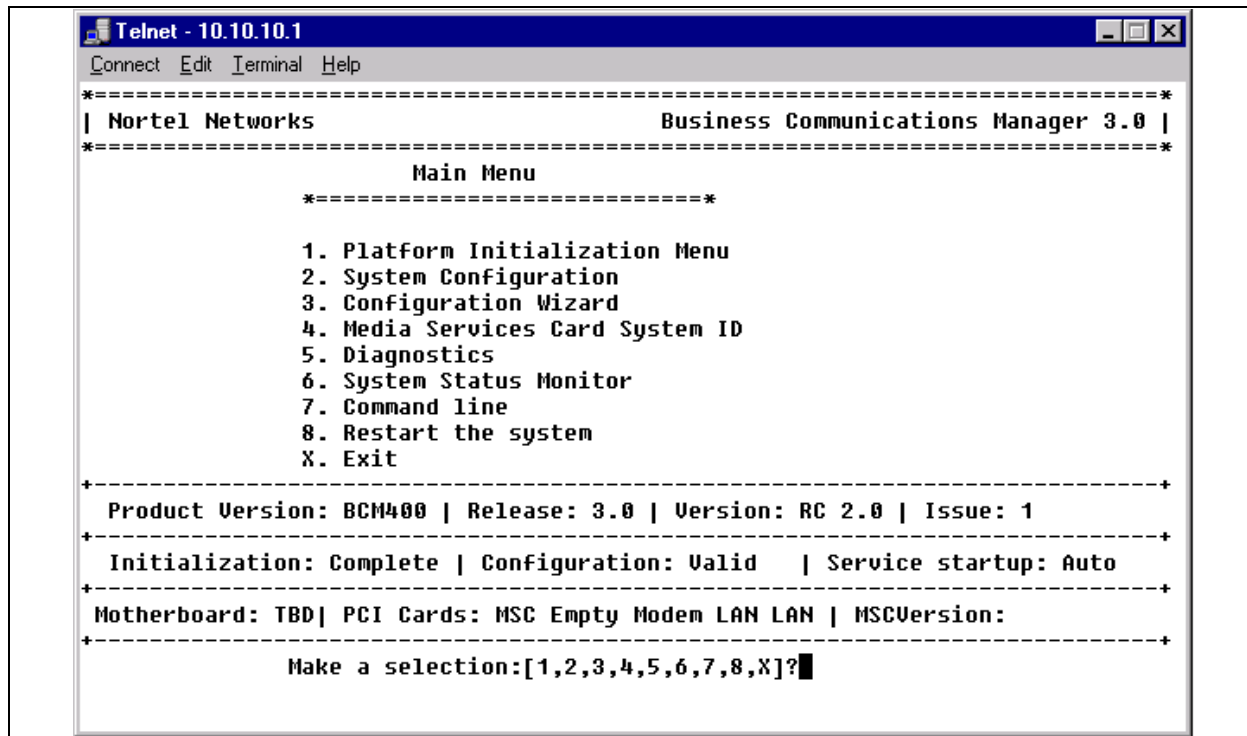 Telnet - 10.10.10.1
Connect Edit Terminal Help
*==============================================================================*
| Nortel Networks Business Communications Manager 3.0 |
*==============================================================================*
Main Menu
*============================*
1. Platform Initialization Menu
2. System Configuration
3. Configuration Wizard
4. Media Services Card System ID
5. Diagnostics
6. System Status Monitor
7. Command line
8. Restart the system
X. Exit
+------------------------------------------------------------------------------+
Product Version: BCM400 | Release: 3.0 | Version: RC 2.0 | Issue: 1
+------------------------------------------------------------------------------+
Initialization: Complete | Configuration: Valid | Service startup: Auto
+------------------------------------------------------------------------------+
Motherboard: TBD| PCI Cards: MSC Empty Modem LAN LAN | MSCVersion:
+------------------------------------------------------------------------------+
Make a selection:[1,2,3,4,5,6,7,8,X]?